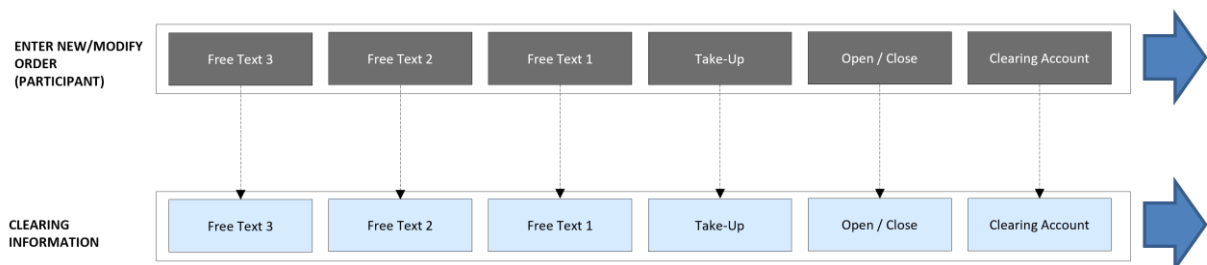 ENTER NEW/MODIFY
ORDER
(PARTICIPANT)
Free Text 3
Free Text 2
Free Text 1
Take-Up
Open / Close
Clearing Account
CLEARING
INFORMATION
Free Text 3
Free Text 2
Free Text 1
Take-Up
Open / Close
Clearing Account